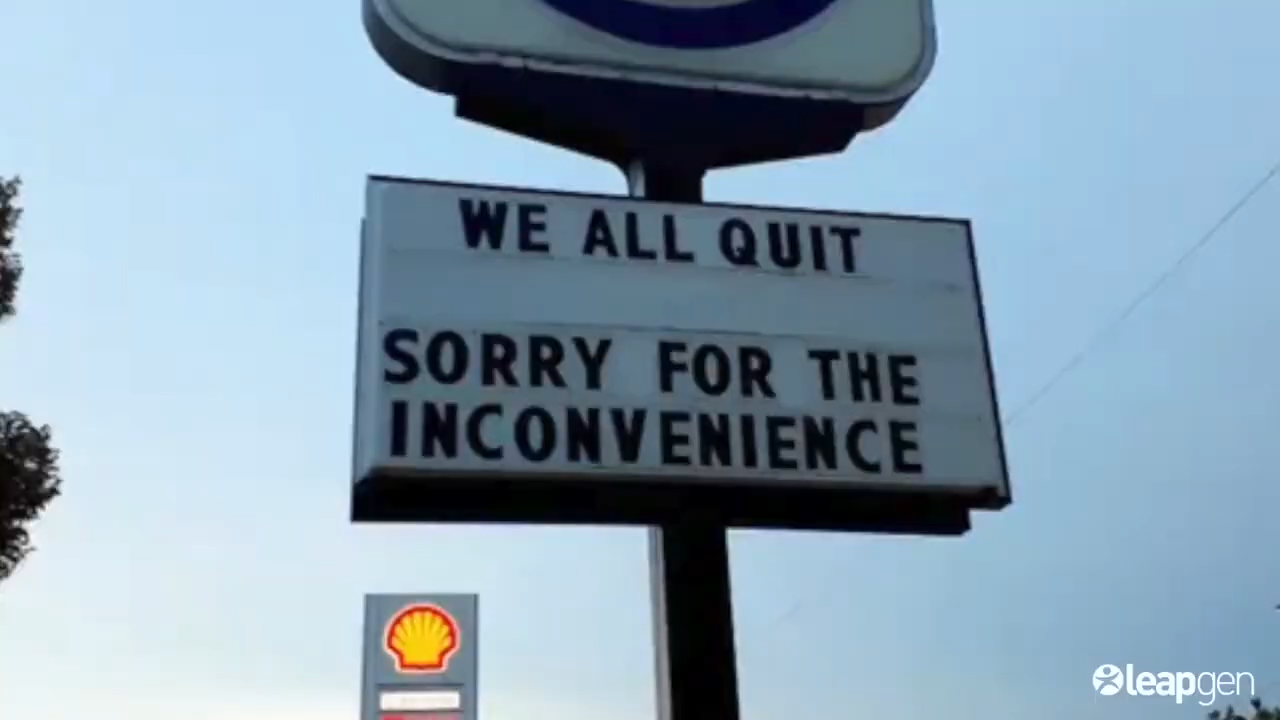 WE ALL QUIT
SORRY FOR THE
INCONVENIENCE
leapgen